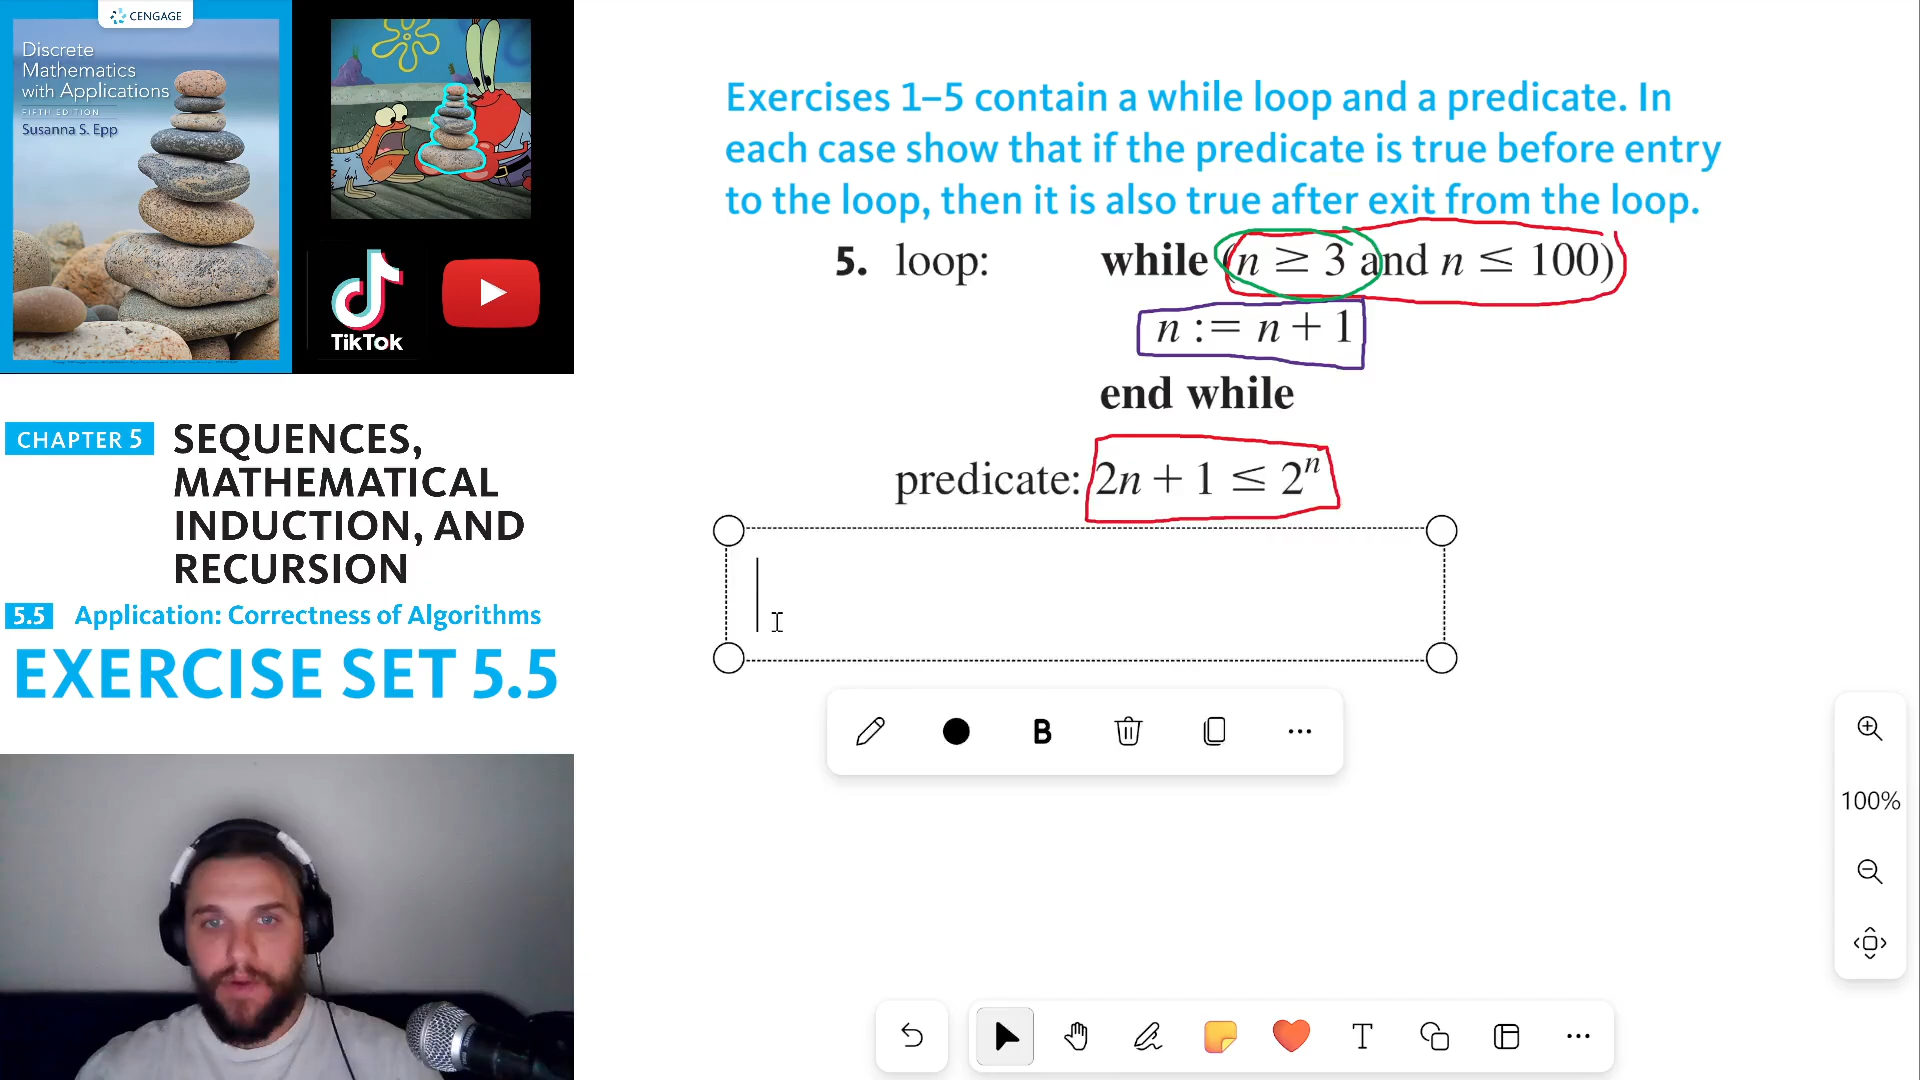 CENGAGE
Discrete
Mathematics
with Applications
FIFTH EDITION
Susanna S. Epp
TikTok
CHAPTER 5
SEQUENCES,
MATHEMATICAL
INDUCTION, AND
RECURSION
5.5 Application: Correctness of Algorithms
EXERCISE SET 5.5
Exercises 1–5 contain a while loop and a predicate. In
each case show that if the predicate is true before entry
to the loop, then it is also true after exit from the loop.
5. loop: while (n ≥ 3 and n ≤ 100)
n := n + 1
end while
predicate: 2n + 1 ≤ 2ⁿ
B
100%
T